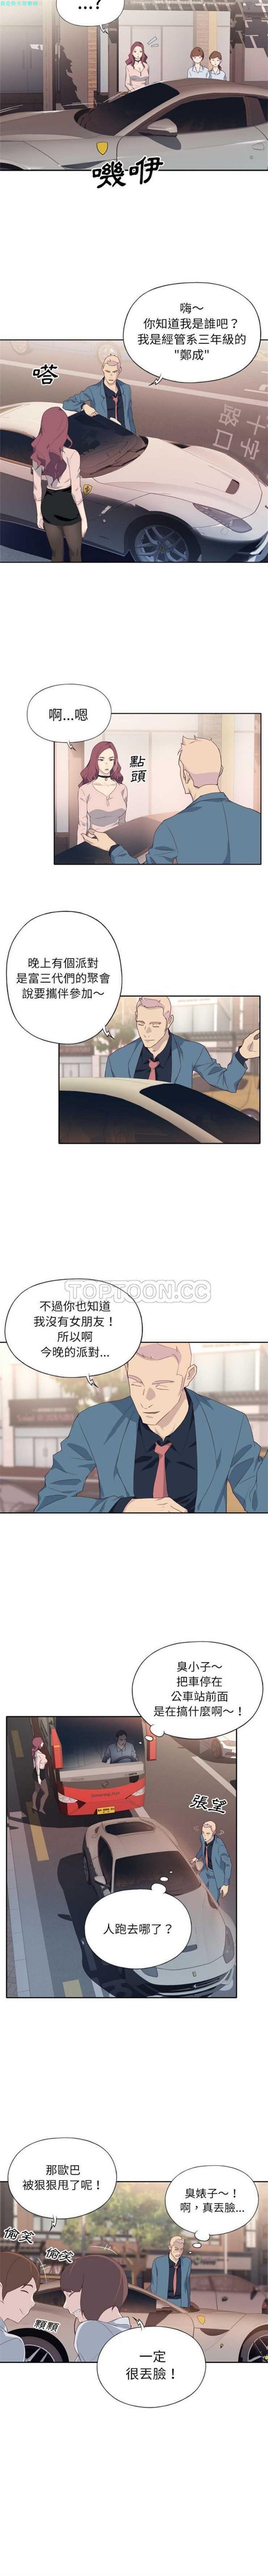 ...?
嘰咿
嗨～
你知道我是誰吧？
我是經管系三年級的
"鄭成"
嗒
十字
路口
啊...嗯
點頭
晚上有個派對
是富三代們的聚會
說要攜伴參加～
TOPTOON.CC
不過你也知道
我沒有女朋友！
所以啊
今晚的派對...
臭小子～
把車停在
公車站前面
是在搞什麼啊～！
張望
人跑去哪了？
那歐巴
被狠狠甩了呢！
臭婊子～！
啊，真丟臉...
偷笑
偷笑
顆顆
一定
很丟臉！